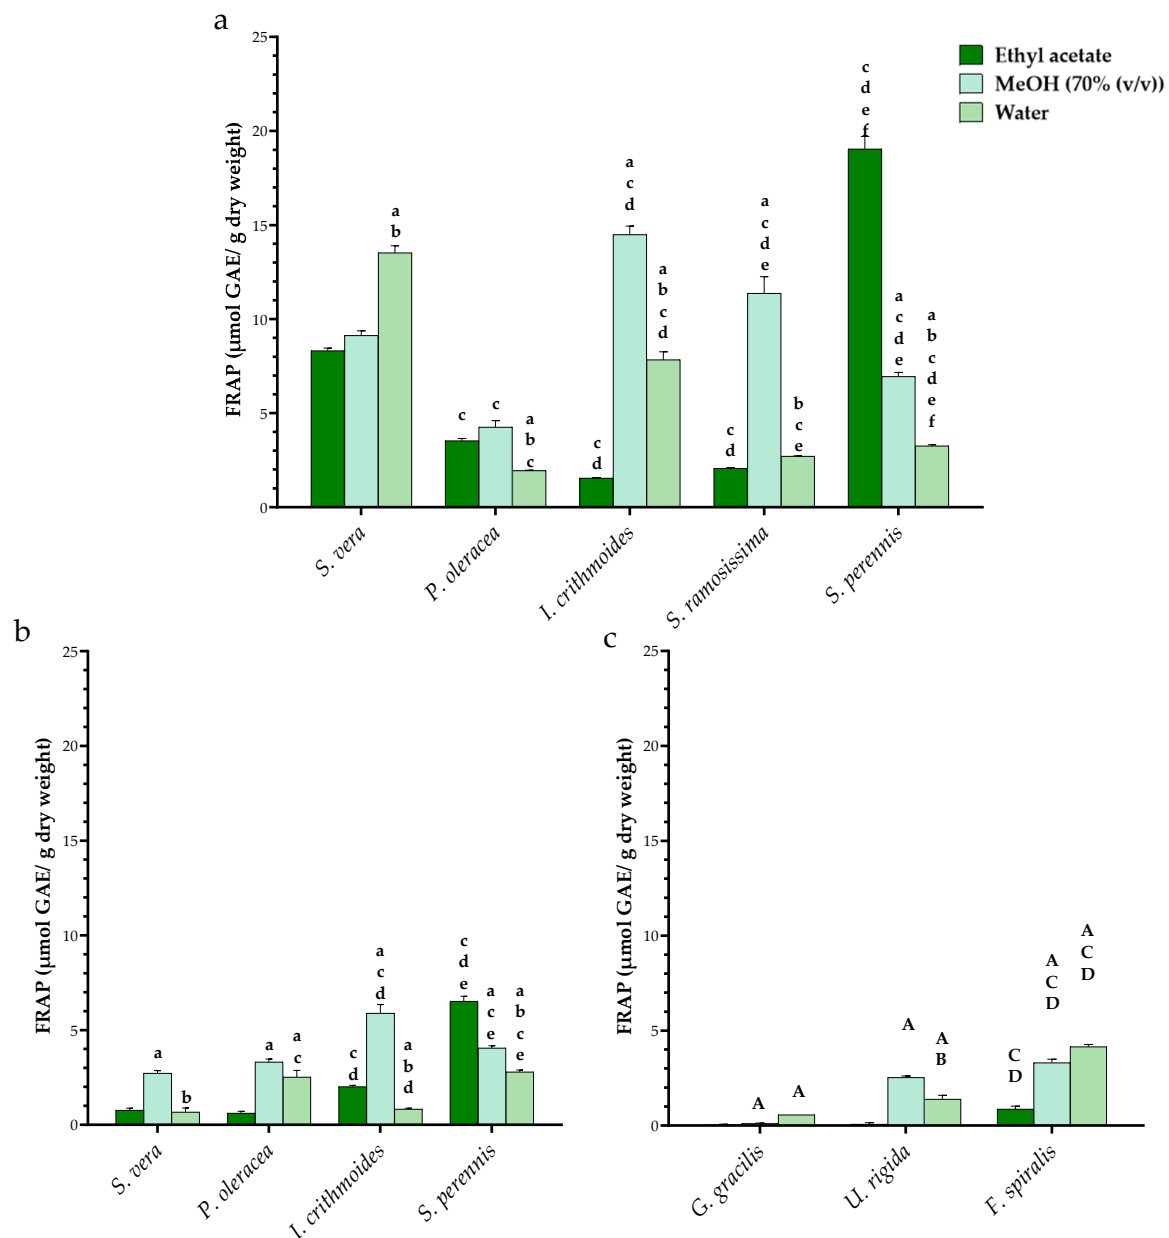 a
25
20
15
10
5
0
FRAP (µmol GAE/ g dry weight)
Ethyl acetate
MeOH (70% (v/v))
Water
a
b
c
c
a
b
c
c
d
a
c
d
a
b
c
d
c
d
a
c
d
e
b
c
e
c
d
e
f
a
c
d
e
a
b
c
d
e
f
S. vera
P. oleracea
I. crithmoides
S. ramosissima
S. perennis
b
25
20
15
10
5
0
FRAP (µmol GAE/ g dry weight)
a
b
a
a
c
c
d
a
c
d
a
b
d
c
d
e
a
c
e
a
b
c
e
S. vera
P. oleracea
I. crithmoides
S. perennis
c
25
20
15
10
5
0
FRAP (µmol GAE/ g dry weight)
A
A
A
A
B
C
D
A
C
D
A
C
D
G. gracilis
U. rigida
F. spiralis